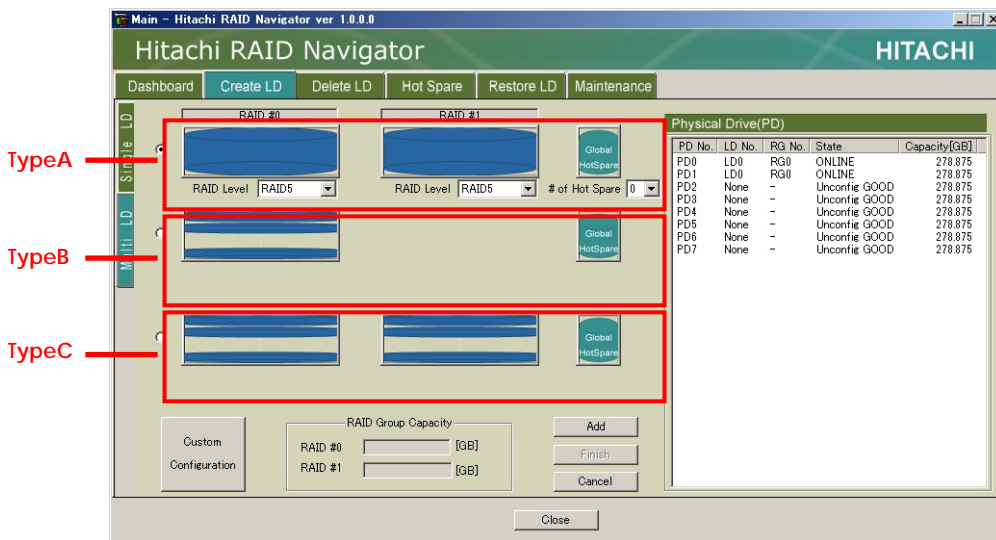 Main - Hitachi RAID Navigator ver 1.0.0.0
Hitachi RAID Navigator
HITACHI
Dashboard Create LD Delete LD Hot Spare Restore LD Maintenance
Single LD
Multi LD
TypeA
TypeB
TypeC
RAID #0 RAID #1
Global
HotSpare
RAID Level RAID5 RAID Level RAID5 # of Hot Spare 0
Global
HotSpare
Global
HotSpare
Custom
Configuration
RAID Group Capacity
RAID #0 [GB]
RAID #1 [GB]
Add
Finish
Cancel
Physical Drive(PD)
PD No. LD No. RG No. State Capacity[GB]
PD0 LD0 RG0 ONLINE 278.875
PD1 LD0 RG0 ONLINE 278.875
PD2 None - Unconfig GOOD 278.875
PD3 None - Unconfig GOOD 278.875
PD4 None - Unconfig GOOD 278.875
PD5 None - Unconfig GOOD 278.875
PD6 None - Unconfig GOOD 278.875
PD7 None - Unconfig GOOD 278.875
Close